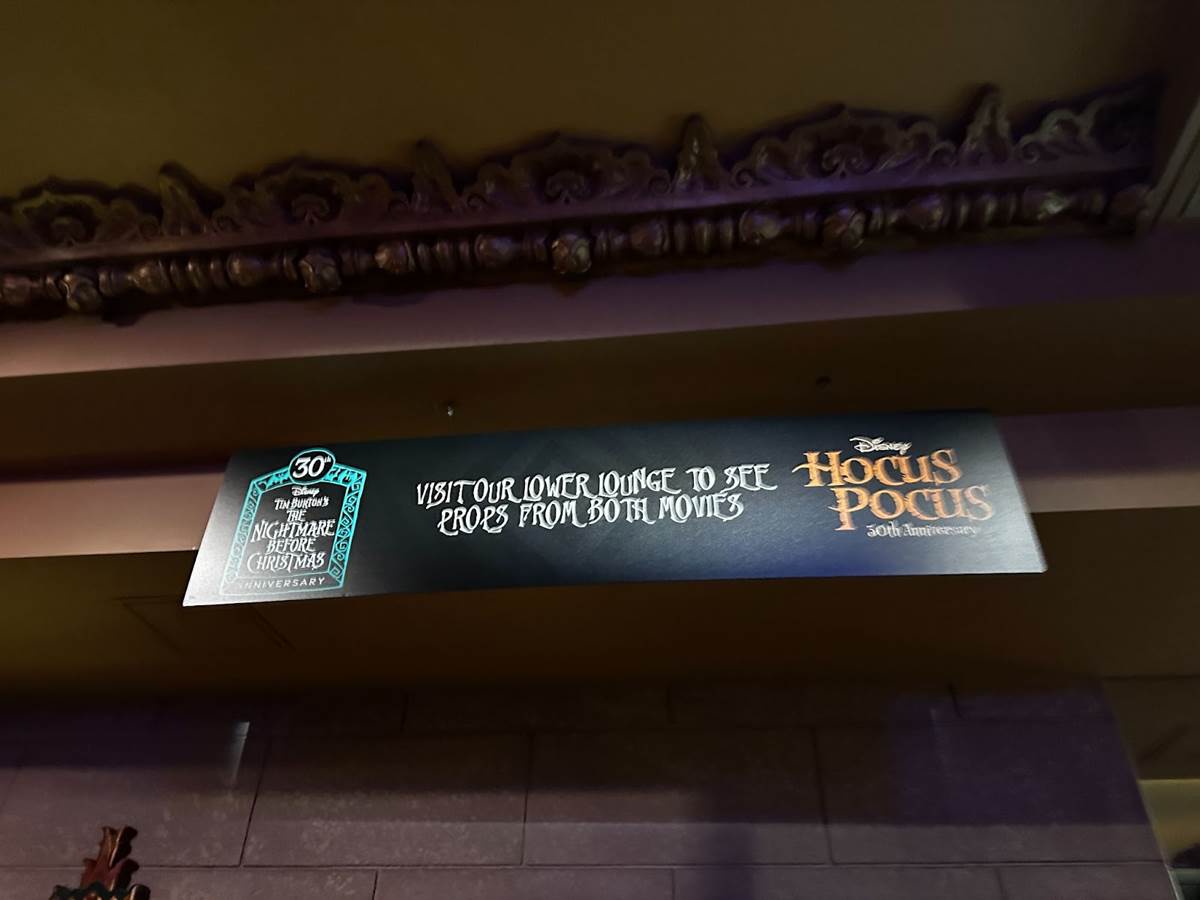 30th
Disney
TIM BURTON'S
THE
NIGHTMARE
BEFORE
CHRISTMAS
ANNIVERSARY
VISIT OUR LOWER LOUNGE TO SEE
PROPS FROM BOTH MOVIES
Disney
HOCUS
POCUS
30th Anniversary